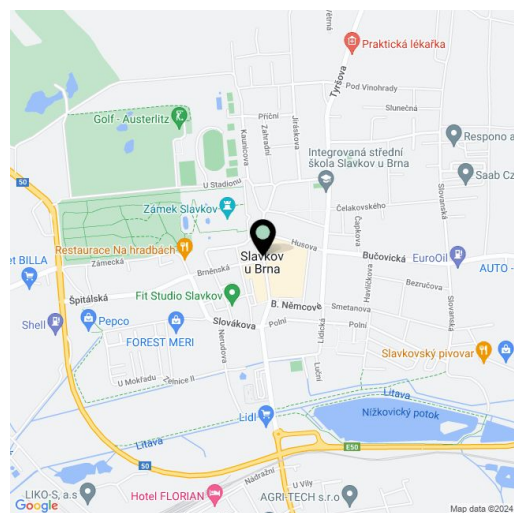 Větrná
Praktická lékařka
Tyršova
Pod Vinohrady
Slunečná
Golf - Austerlitz
Příční
Kaunicova
Zahradní
Jiráskova
Respono a
Integrovaná střední
škola Slavkov u Brna
Slovanská
Saab Cz
50
U Stadionu
Zámek Slavkov
Čelakovského
Čapkova
Restaurace Na hradbách
Husova
Bučovická
EuroOil
Slavkov
u Brna
et BILLA
Zámecká
Brněnská
AUTO -
Havlíčkova
Bezručova
Špitálská
Fit Studio Slavkov
B. Němcové
Smetanova
Slovanská
Shell
Pepco
Slovákova
Polní
Lidická
Polní
FOREST MERI
Nerudova
Slavkovský pivovar
U Mokřadu
Zelnice II
Luční
Litava
Lidl
Nížkovický potok
Litava
E50
50
Nádražní
U Vily
LIKO-S, a.s
Hotel FLORIAN
AGRI-TECH s.r.o
Google
Map data ©2024